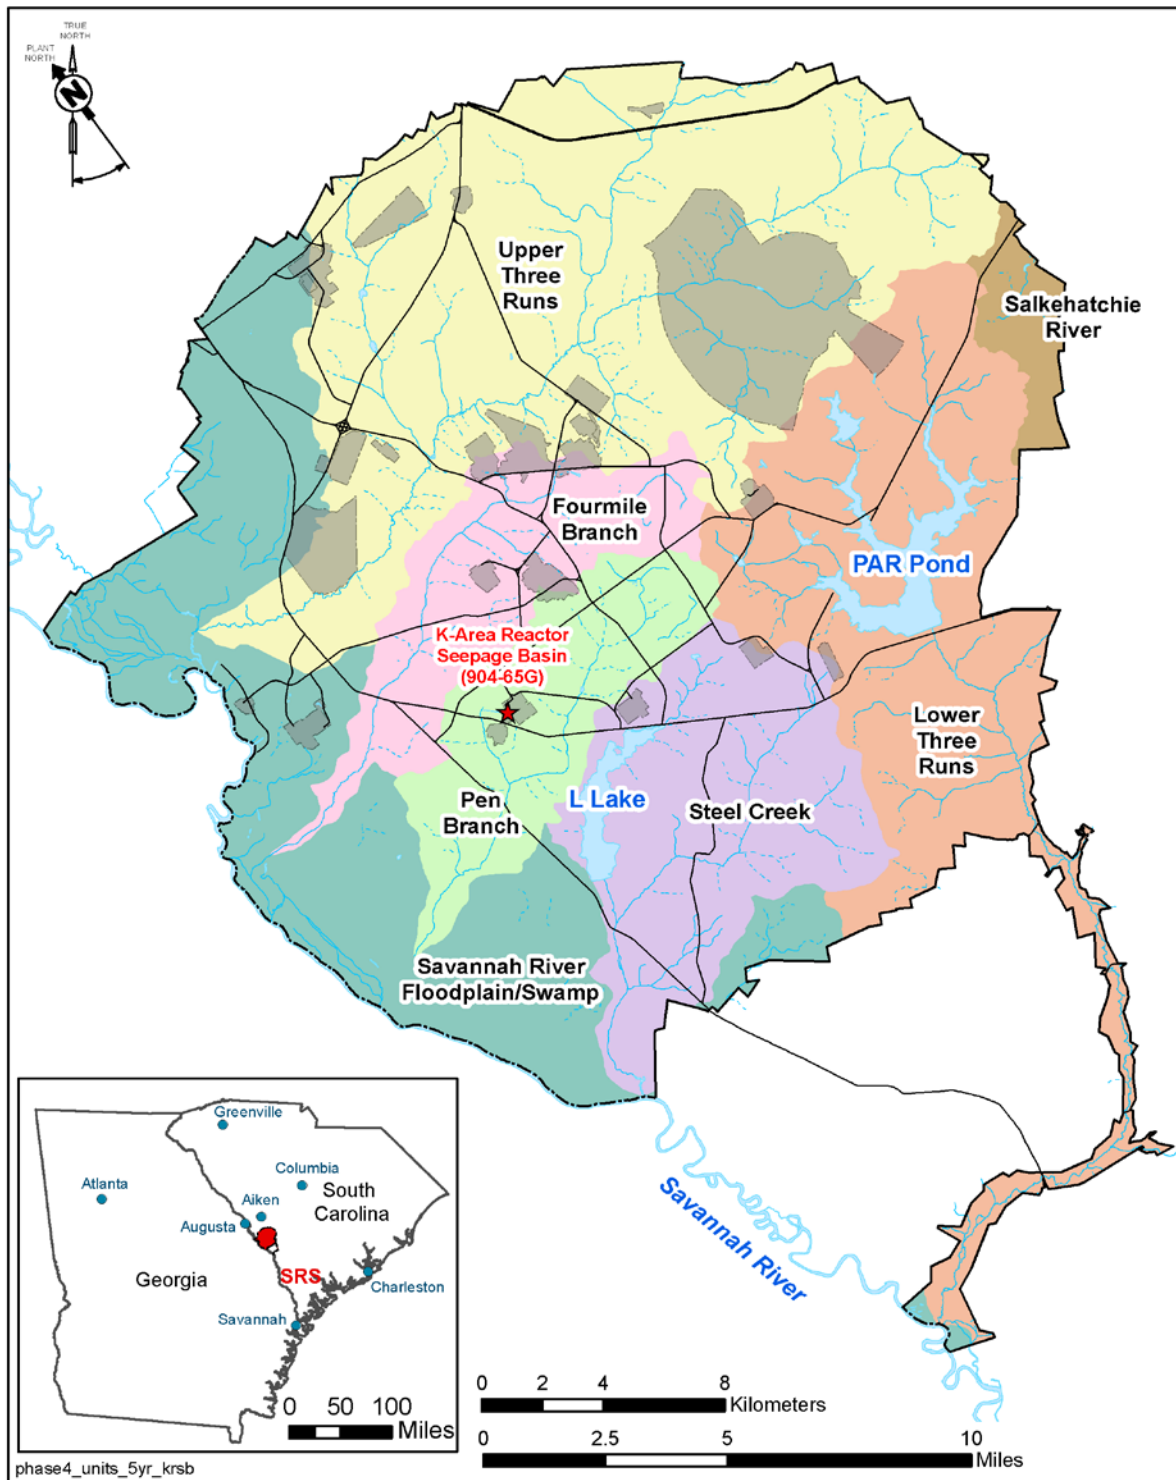 TRUE
NORTH
PLANT
NORTH
N
Upper
Three
Runs
Salkehatchie
River
Fourmile
Branch
PAR Pond
K-Area Reactor
Seepage Basin
(904-65G)
Lower
Three
Runs
L Lake
Pen
Branch
Steel Creek
Savannah River
Floodplain/Swamp
Savannah River
Greenville
Columbia
Atlanta
Aiken
South
Carolina
Augusta
Georgia
SRS
Charleston
Savannah
0 50 100
Miles
0 2 4 8
Kilometers
0 2.5 5 10
Miles
phase4_units_5yr_krsb